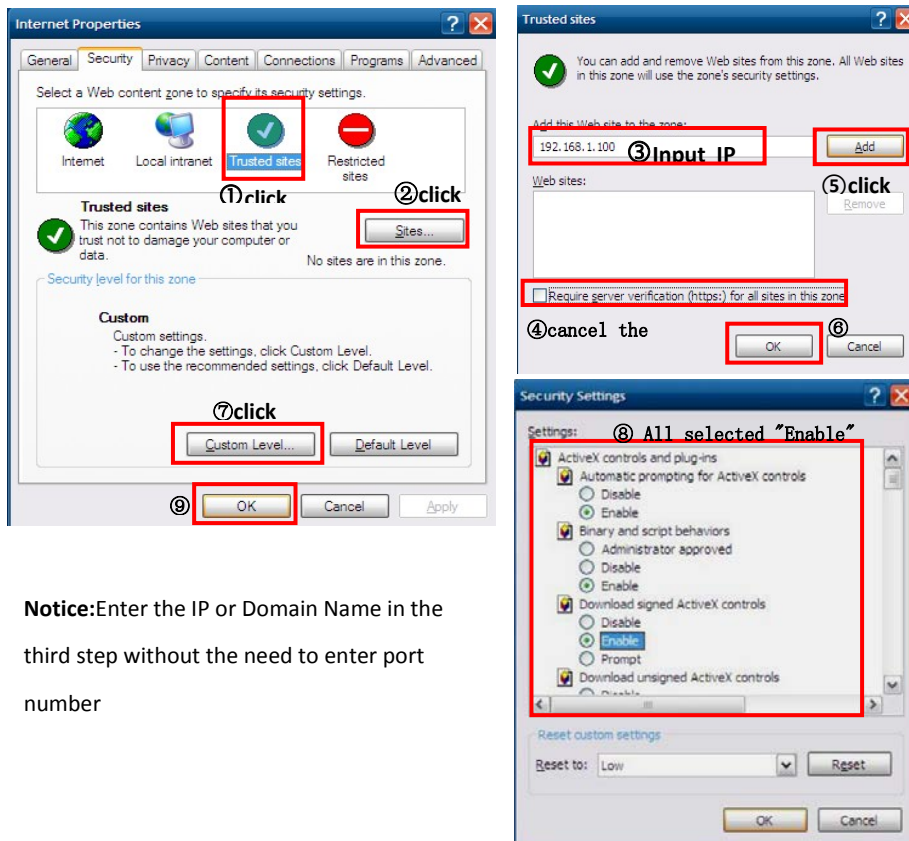 Internet Properties
General Security Privacy Content Connections Programs Advanced
Select a Web content zone to specify its security settings.
Internet Local intranet Trusted sites Restricted sites
①click
②click
Trusted sites
This zone contains Web sites that you
trust not to damage your computer or
data.
Sites...
No sites are in this zone.
Security level for this zone
Custom
Custom settings.
- To change the settings, click Custom Level.
- To use the recommended settings, click Default Level.
⑦click
Custom Level... Default Level
⑨ OK Cancel Apply
Notice:Enter the IP or Domain Name in the
third step without the need to enter port
number
Trusted sites
You can add and remove Web sites from this zone. All Web sites
in this zone will use the zone's security settings.
Add this Web site to the zone:
192.168.1.100 ③Input IP Add
Web sites:
⑤click
Remove
Require server verification (https:) for all sites in this zone
④cancel the
⑥
OK Cancel
Security Settings
Settings:
⑧ All selected "Enable"
ActiveX controls and plug-ins
Automatic prompting for ActiveX controls
Disable
Enable
Binary and script behaviors
Administrator approved
Disable
Enable
Download signed ActiveX controls
Disable
Enable
Prompt
Download unsigned ActiveX controls
Disable
Reset custom settings
Reset to: Low Reset
OK Cancel